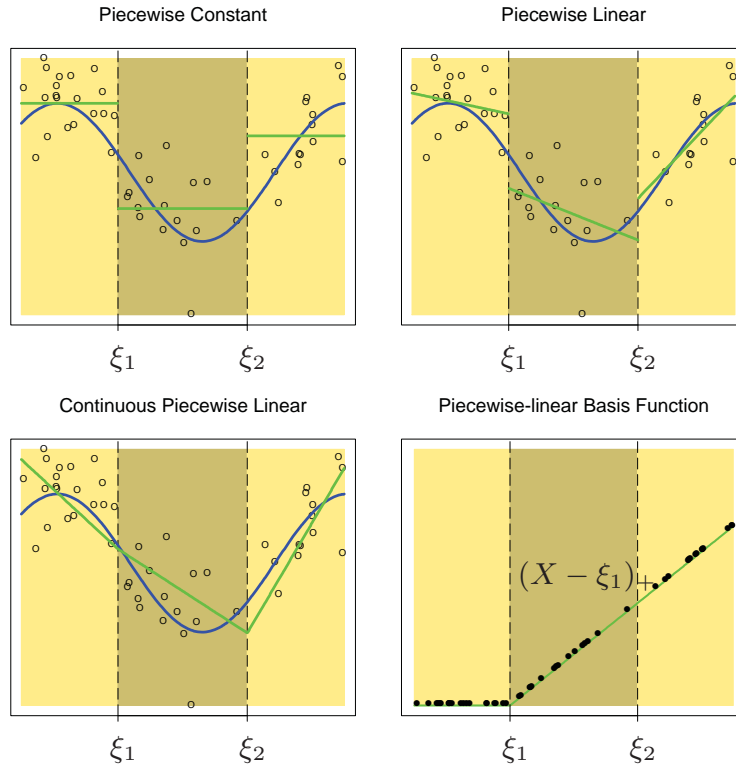 Piecewise Constant
Piecewise Linear
ξ1 ξ2
ξ1 ξ2
Continuous Piecewise Linear
Piecewise-linear Basis Function
(X − ξ1)+
ξ1 ξ2
ξ1 ξ2